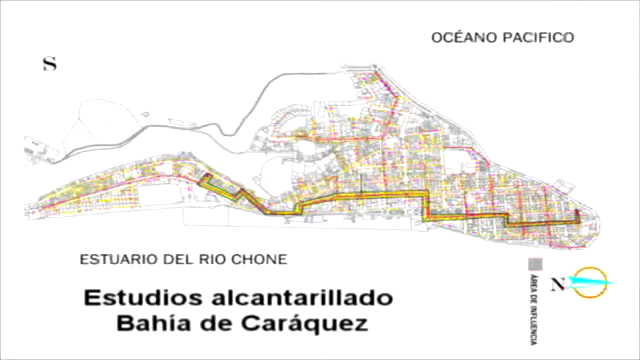 OCÉANO PACIFICO
S
ESTUARIO DEL RIO CHONE
Estudios alcantarillado
Bahía de Caráquez
ÁREA DE INFLUENCIA
N